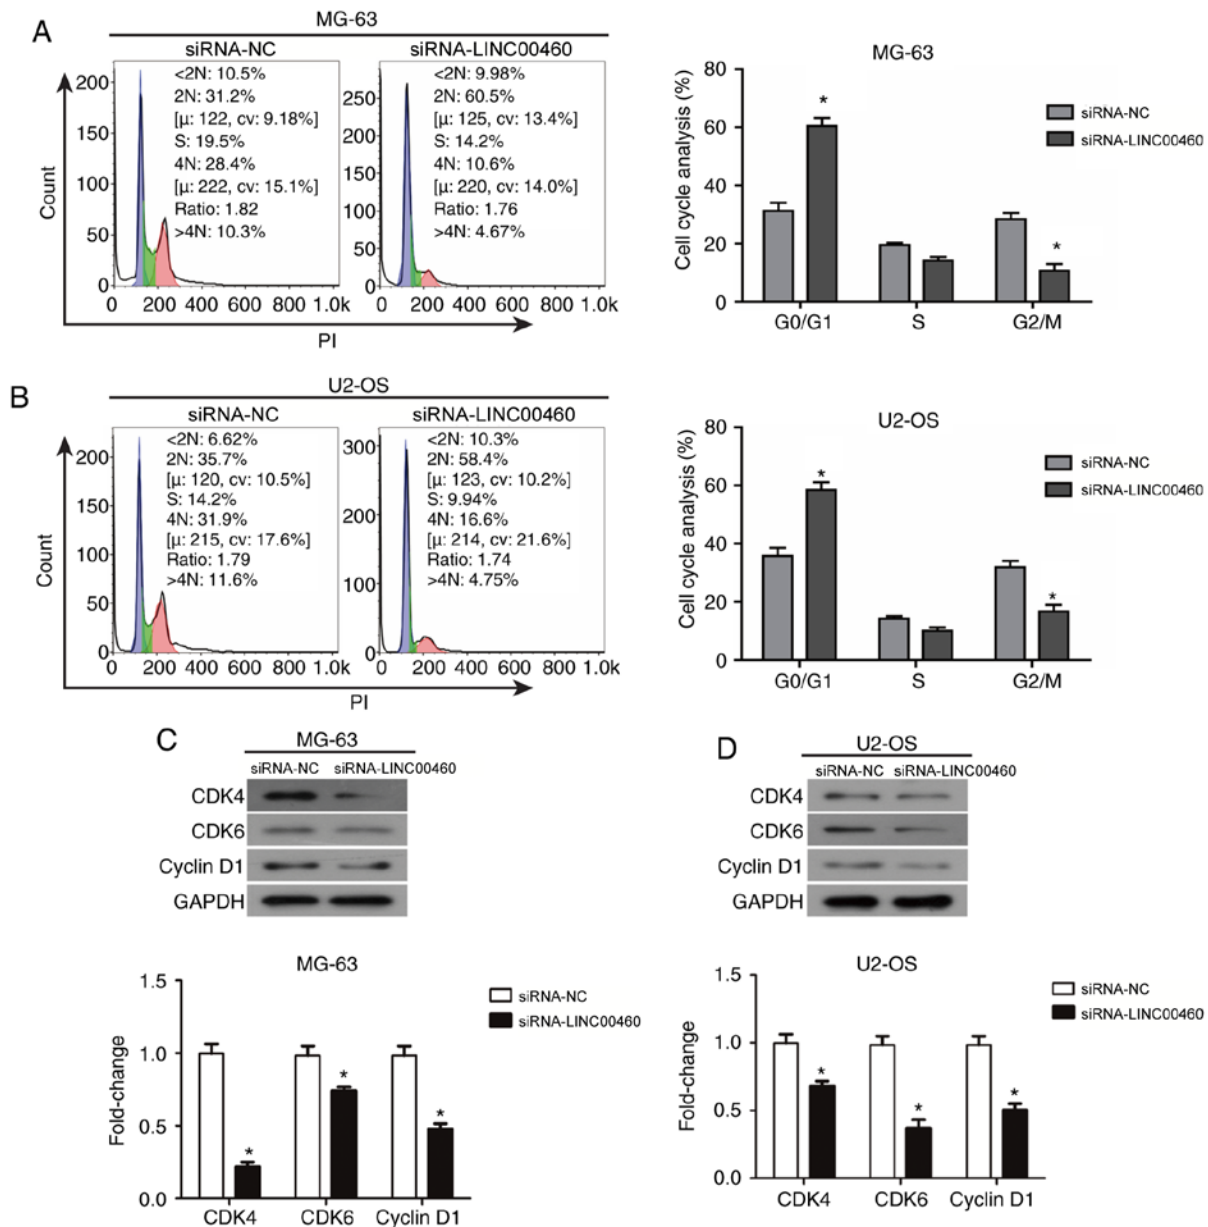 A
MG-63
siRNA-NC
siRNA-LINC00460
<2N: 10.5%
2N: 31.2%
[µ: 122, cv: 9.18%]
S: 19.5%
4N: 28.4%
[µ: 222, cv: 15.1%]
Ratio: 1.82
>4N: 10.3%
<2N: 9.98%
2N: 60.5%
[µ: 125, cv: 13.4%]
S: 14.2%
4N: 10.6%
[µ: 220, cv: 14.0%]
Ratio: 1.76
>4N: 4.67%
200
150
100
50
0
250
200
150
100
50
0
Count
0 200 400 600 800 1.0k
0 200 400 600 800 1.0k
PI
MG-63
80
60
40
20
0
Cell cycle analysis (%)
*
*
siRNA-NC
siRNA-LINC00460
G0/G1 S G2/M
B
U2-OS
siRNA-NC
siRNA-LINC00460
<2N: 6.62%
2N: 35.7%
[µ: 120, cv: 10.5%]
S: 14.2%
4N: 31.9%
[µ: 215, cv: 17.6%]
Ratio: 1.79
>4N: 11.6%
<2N: 10.3%
2N: 58.4%
[µ: 123, cv: 10.2%]
S: 9.94%
4N: 16.6%
[µ: 214, cv: 21.6%]
Ratio: 1.74
>4N: 4.75%
200
150
100
50
0
300
200
100
0
Count
0 200 400 600 800 1.0k
0 200 400 600 800 1.0k
PI
U2-OS
80
60
40
20
0
Cell cycle analysis (%)
*
*
siRNA-NC
siRNA-LINC00460
G0/G1 S G2/M
C
MG-63
siRNA-NC siRNA-LINC00460
CDK4
CDK6
Cyclin D1
GAPDH
MG-63
1.5
1.0
0.5
0.0
Fold-change
*
*
*
siRNA-NC
siRNA-LINC00460
CDK4 CDK6 Cyclin D1
D
U2-OS
siRNA-NC siRNA-LINC00460
CDK4
CDK6
Cyclin D1
GAPDH
U2-OS
1.5
1.0
0.5
0.0
Fold-change
*
*
*
siRNA-NC
siRNA-LINC00460
CDK4 CDK6 Cyclin D1